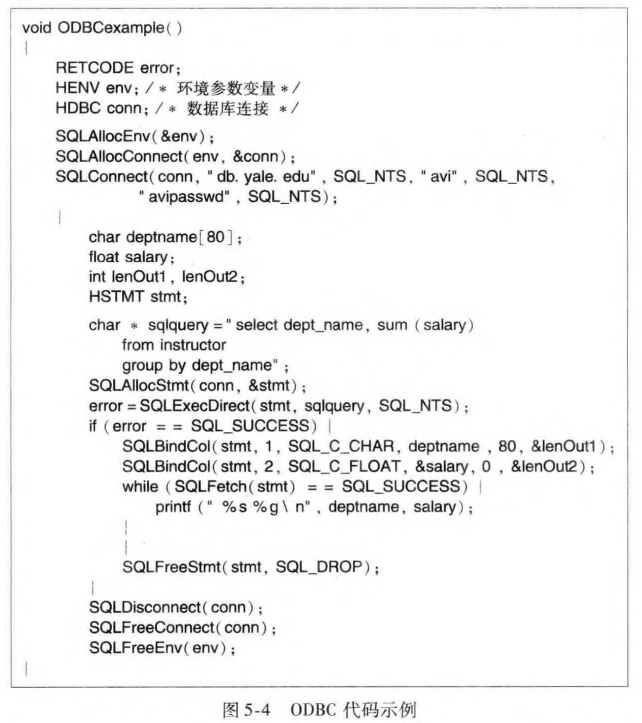 void ODBCexample( )
{
RETCODE error;
HENV env; / * 环境参数变量 * /
HDBC conn; / * 数据库连接 * /
SQLAllocEnv( &env) ;
SQLAllocConnect( env, &conn) ;
SQLConnect( conn, " db. yale. edu" , SQL_NTS, " avi" , SQL_NTS,
" avipasswd" , SQL_NTS) ;
{
char deptname[ 80 ] ;
float salary;
int lenOut1 , lenOut2;
HSTMT stmt;
char * sqlquery = " select dept_name, sum ( salary)
from instructor
group by dept_name" ;
SQLAllocStmt( conn, &stmt) ;
error = SQLExecDirect( stmt, sqlquery, SQL_NTS) ;
if ( error = = SQL_SUCCESS) {
SQLBindCol( stmt, 1, SQL_C_CHAR, deptname , 80, &lenOut1) ;
SQLBindCol( stmt, 2, SQL_C_FLOAT, &salary, 0 , &lenOut2) ;
while ( SQLFetch( stmt) = = SQL_SUCCESS) {
printf ( " %s %g \ n" , deptname, salary) ;
}
}
SQLFreeStmt( stmt, SQL_DROP) ;
}
SQLDisconnect( conn) ;
SQLFreeConnect( conn) ;
SQLFreeEnv( env) ;
}
图 5-4 ODBC 代码示例